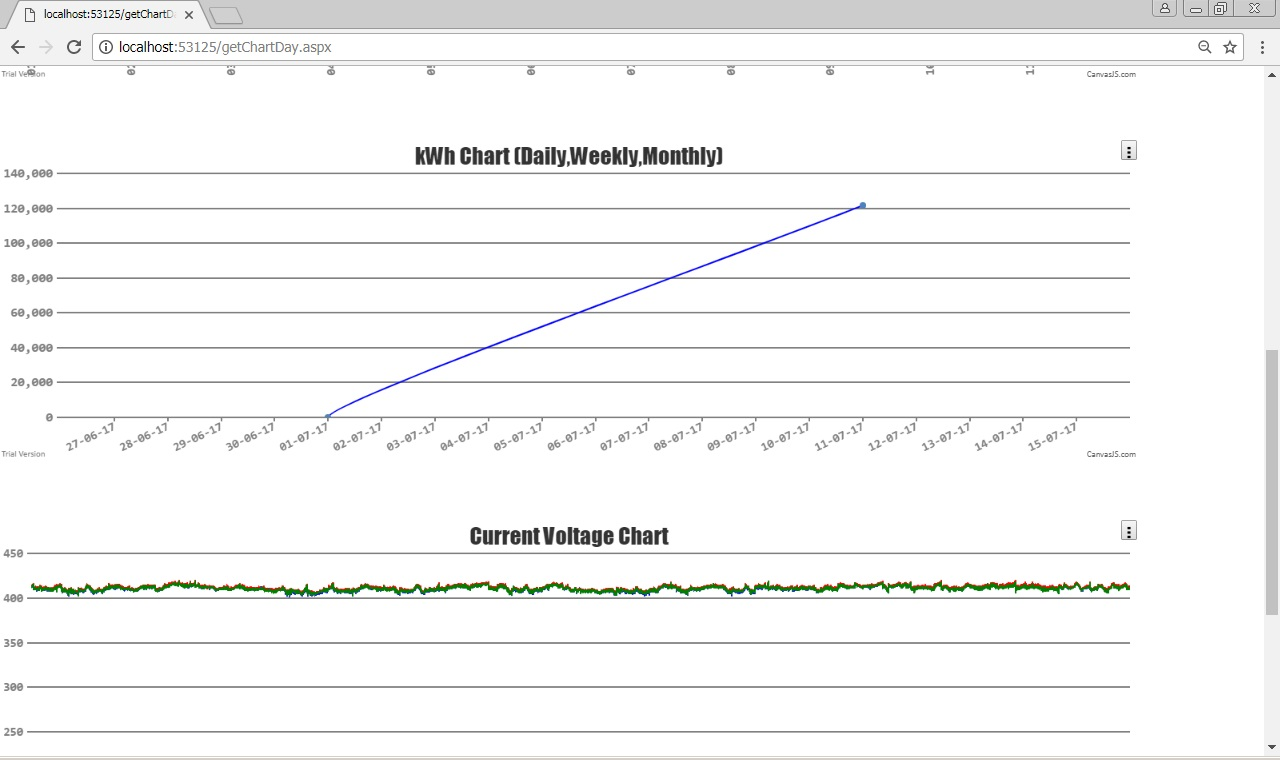 localhost:53125/getChartD
localhost:53125/getChartDay.aspx
Trial Version
CanvasJS.com
kWh Chart (Daily,Weekly,Monthly)
140,000
120,000
100,000
80,000
60,000
40,000
20,000
0
27-06-17 28-06-17 29-06-17 30-06-17 01-07-17 02-07-17 03-07-17 04-07-17 05-07-17 06-07-17 07-07-17 08-07-17 09-07-17 10-07-17 11-07-17 12-07-17 13-07-17 14-07-17 15-07-17
Trial Version
CanvasJS.com
Current Voltage Chart
450
400
350
300
250